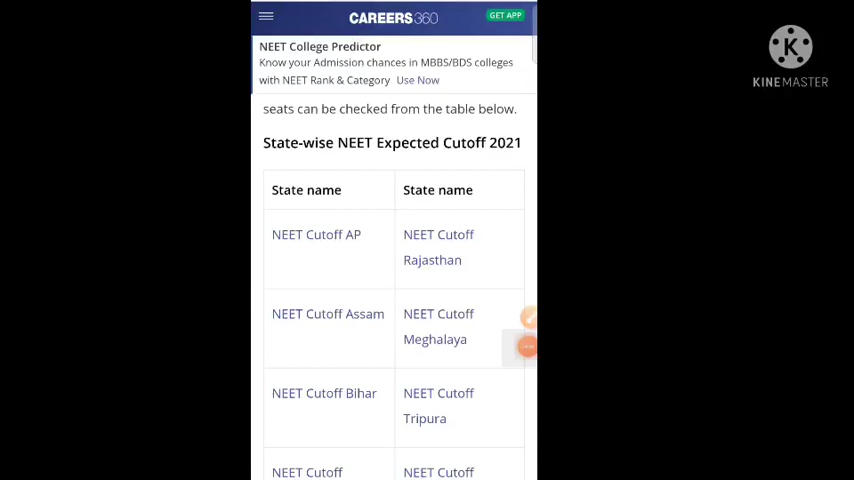 CAREERS360
GET APP
NEET College Predictor
Know your Admission chances in MBBS/BDS colleges
with NEET Rank & Category Use Now
seats can be checked from the table below.
State-wise NEET Expected Cutoff 2021
State name
State name
NEET Cutoff AP
NEET Cutoff
Rajasthan
NEET Cutoff Assam
NEET Cutoff
Meghalaya
NEET Cutoff Bihar
NEET Cutoff
Tripura
NEET Cutoff
NEET Cutoff
K
KINEMASTER